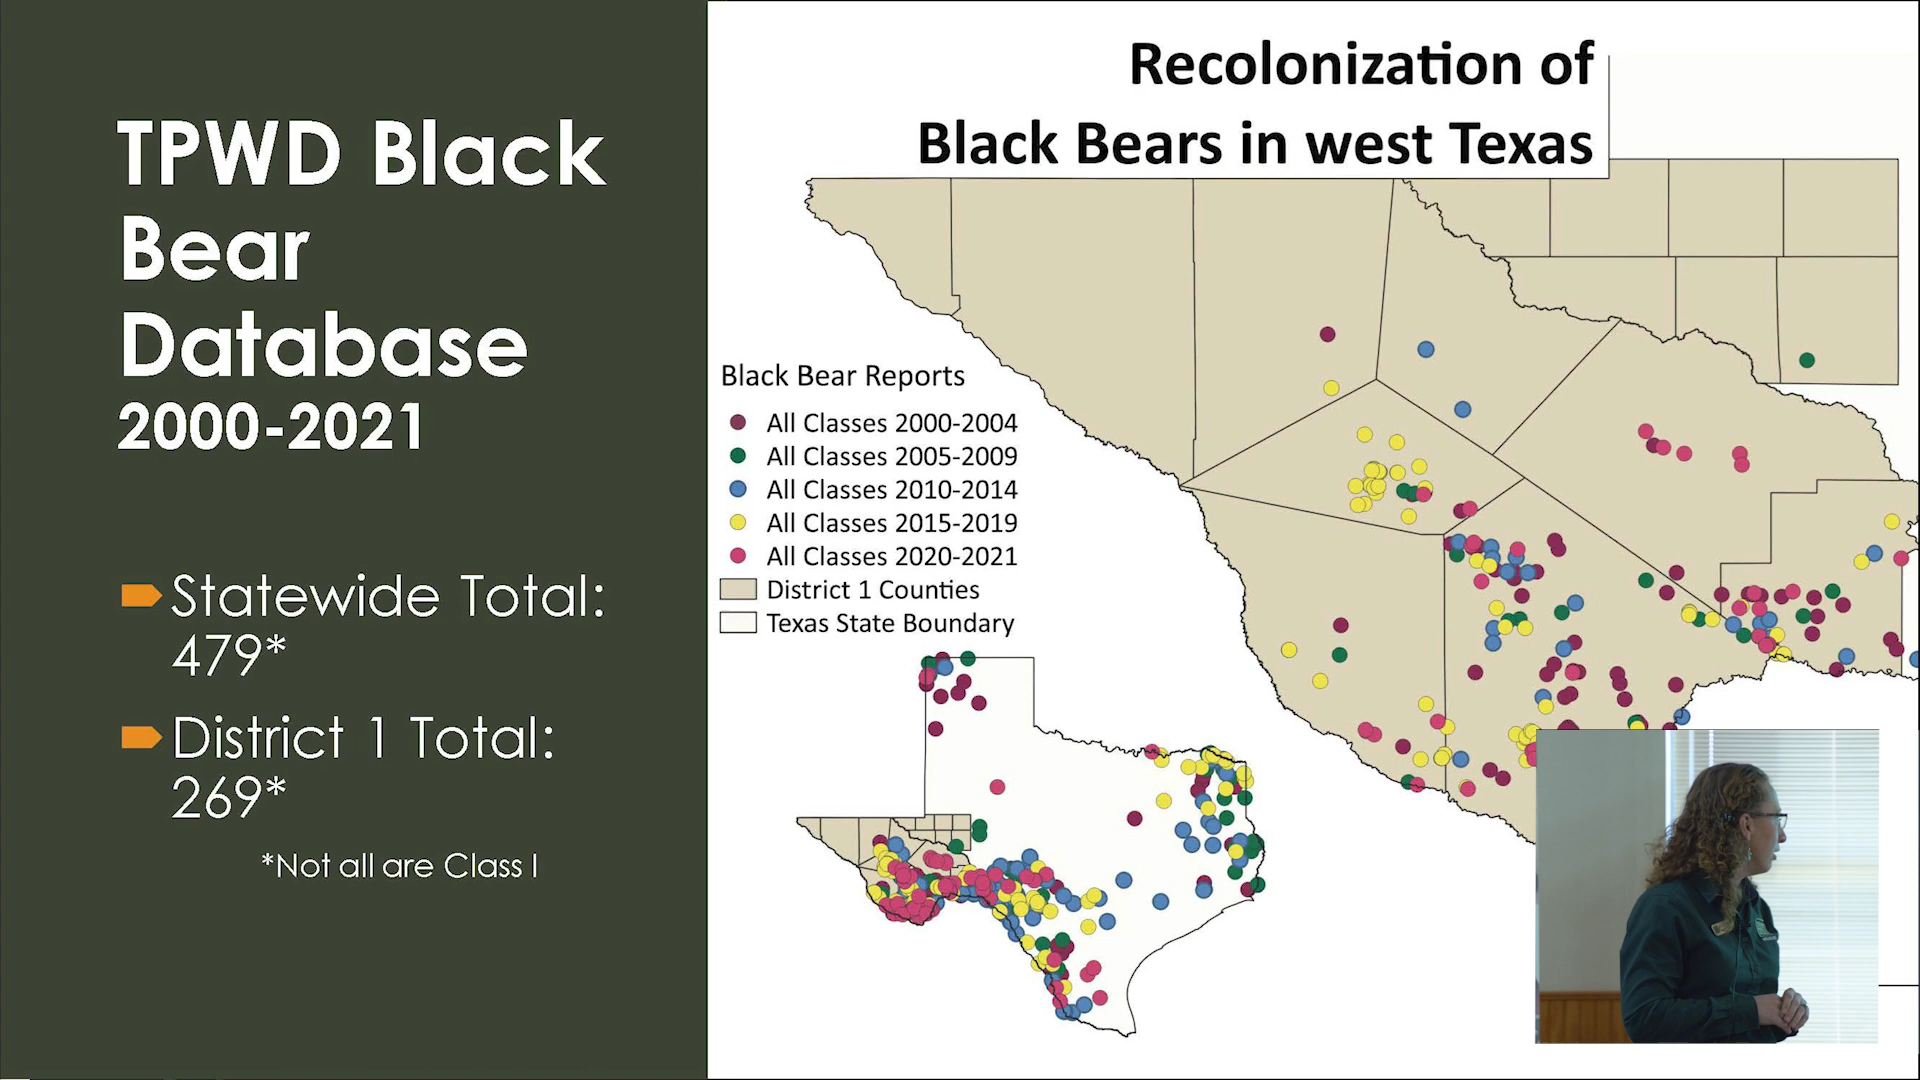 TPWD Black
Bear
Database
2000-2021
Statewide Total:
479*
District 1 Total:
269*
*Not all are Class I
Recolonization of
Black Bears in west Texas
Black Bear Reports
All Classes 2000-2004
All Classes 2005-2009
All Classes 2010-2014
All Classes 2015-2019
All Classes 2020-2021
District 1 Counties
Texas State Boundary